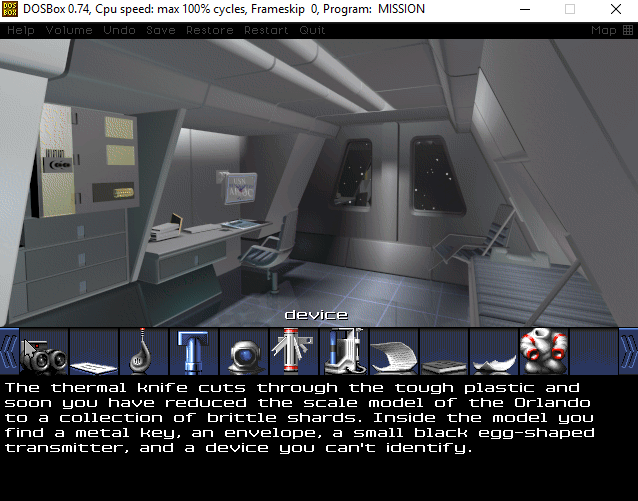 DOSBox 0.74, Cpu speed: max 100% cycles, Frameskip 0, Program: MISSION
Help Volume Undo Save Restore Restart Quit Map
device
The thermal knife cuts through the tough plastic and
soon you have reduced the scale model of the Orlando
to a collection of brittle shards. Inside the model you
find a metal key, an envelope, a small black egg-shaped
transmitter, and a device you can't identify.